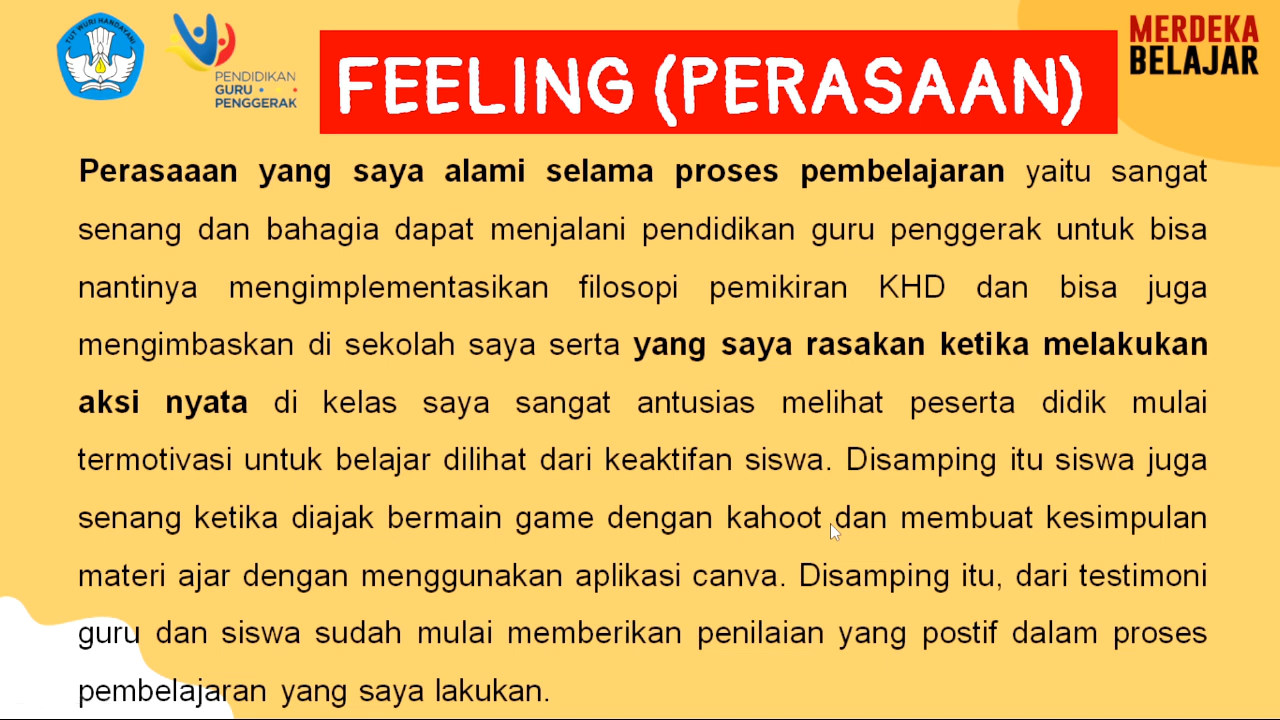 TUT WURI HANDAYANI
PENDIDIKAN
GURU
PENGGERAK
FEELING (PERASAAN)
MERDEKA
BELAJAR
Perasaaan yang saya alami selama proses pembelajaran yaitu sangat
senang dan bahagia dapat menjalani pendidikan guru penggerak untuk bisa
nantinya mengimplementasikan filosopi pemikiran KHD dan bisa juga
mengimbaskan di sekolah saya serta yang saya rasakan ketika melakukan
aksi nyata di kelas saya sangat antusias melihat peserta didik mulai
termotivasi untuk belajar dilihat dari keaktifan siswa. Disamping itu siswa juga
senang ketika diajak bermain game dengan kahoot dan membuat kesimpulan
materi ajar dengan menggunakan aplikasi canva. Disamping itu, dari testimoni
guru dan siswa sudah mulai memberikan penilaian yang postif dalam proses
pembelajaran yang saya lakukan.